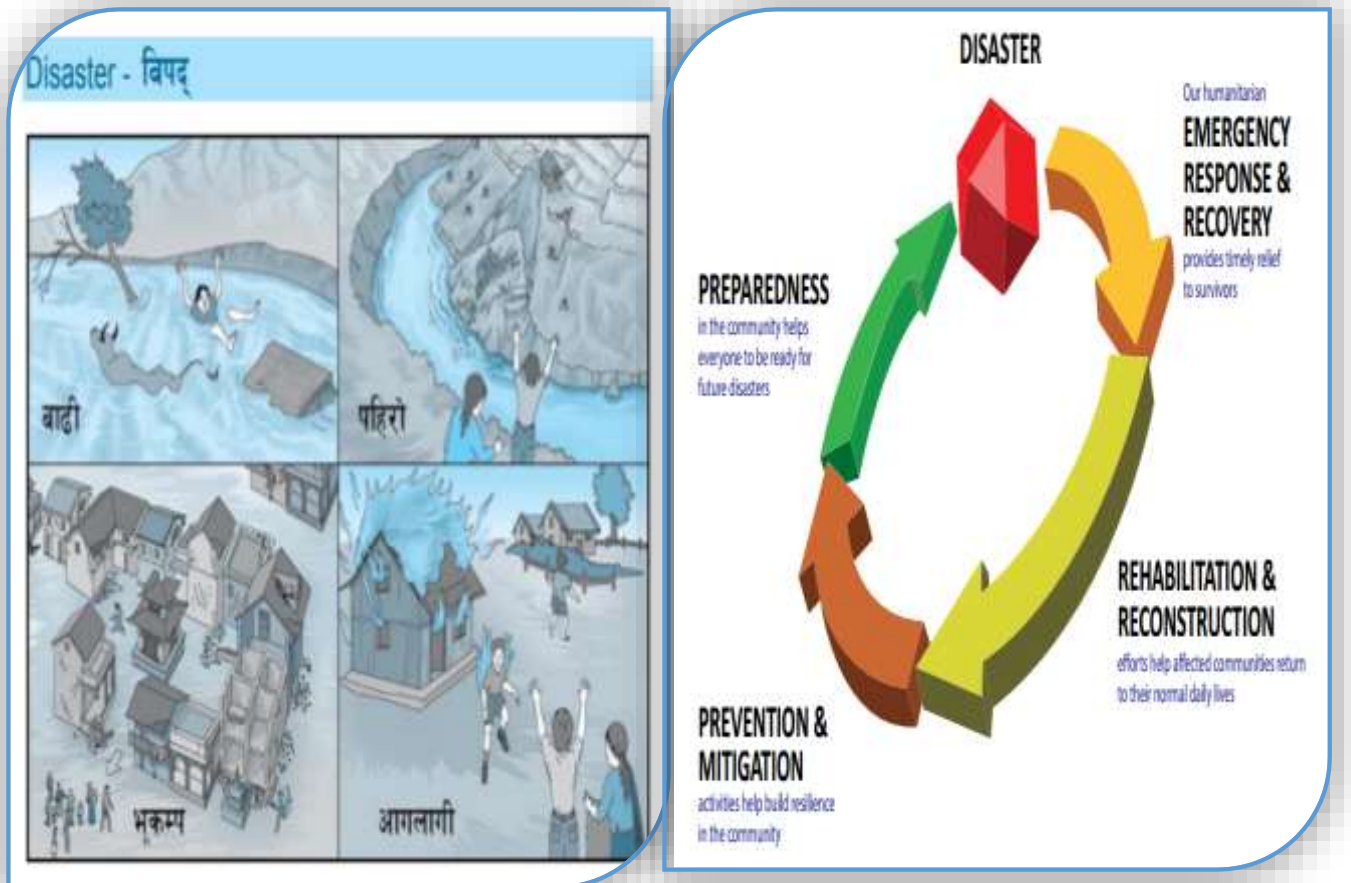 Disaster - बिपद्
बाढी
पहिरो
भूकम्प
आगलागी
DISASTER
Our humanitarian
EMERGENCY
RESPONSE &
RECOVERY
provides timely relief
to survivors
PREPAREDNESS
in the community helps
everyone to be ready for
future disasters
REHABILITATION &
RECONSTRUCTION
efforts help affected communities return
to their normal daily lives
PREVENTION &
MITIGATION
activities help build resilience
in the community